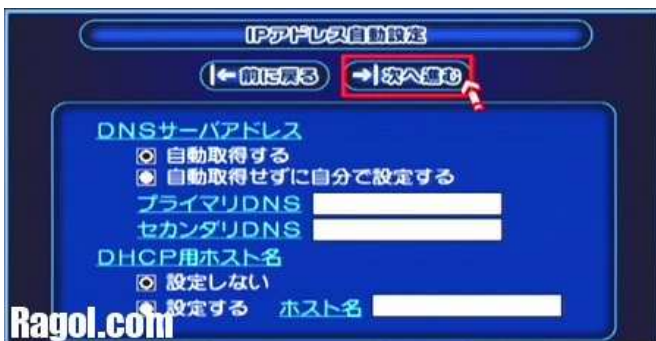 IPアドレス自動設定
前に戻る 次へ進む
DNSサーバアドレス
自動取得する
自動取得せずに自分で設定する
プライマリDNS
セカンダリDNS
DHCP用ホスト名
設定しない
設定する ホスト名
Ragol.com